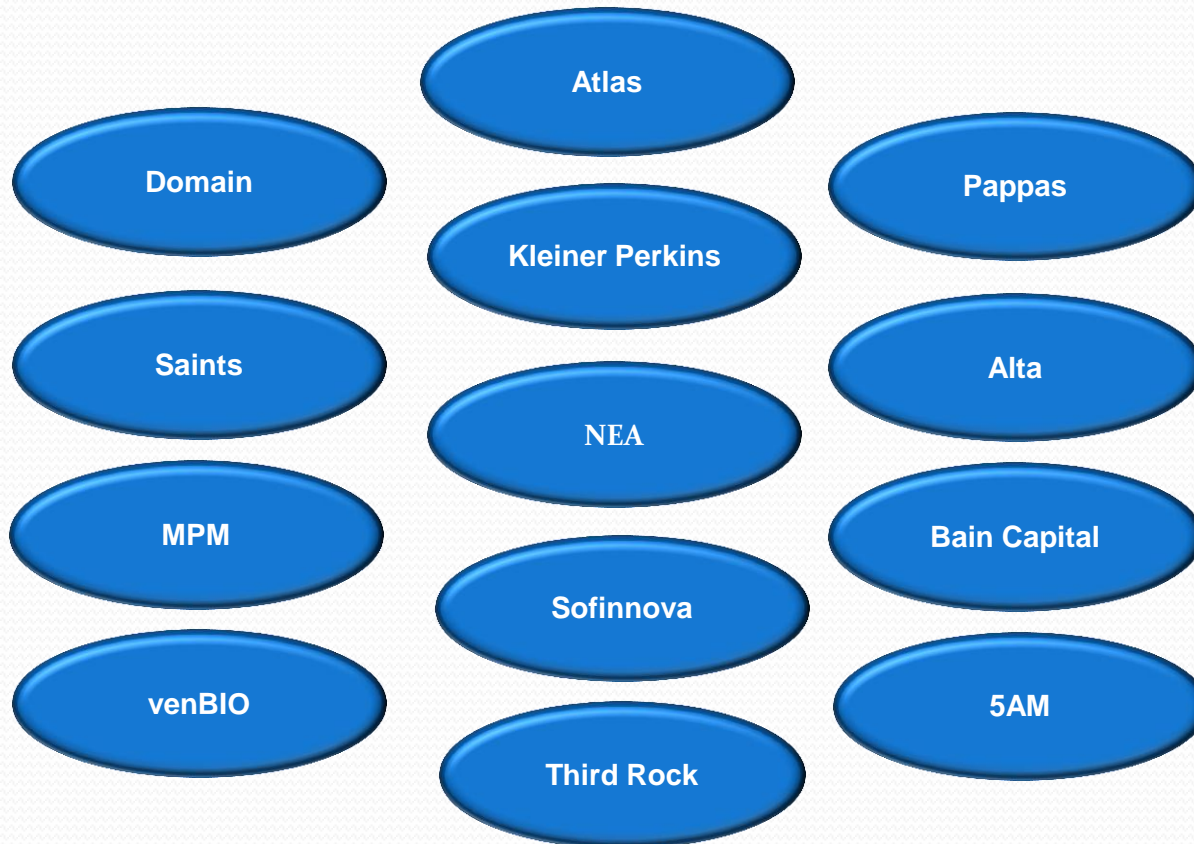 Atlas
Domain
Pappas
Kleiner Perkins
Saints
Alta
NEA
MPM
Bain Capital
Sofinnova
venBIO
5AM
Third Rock